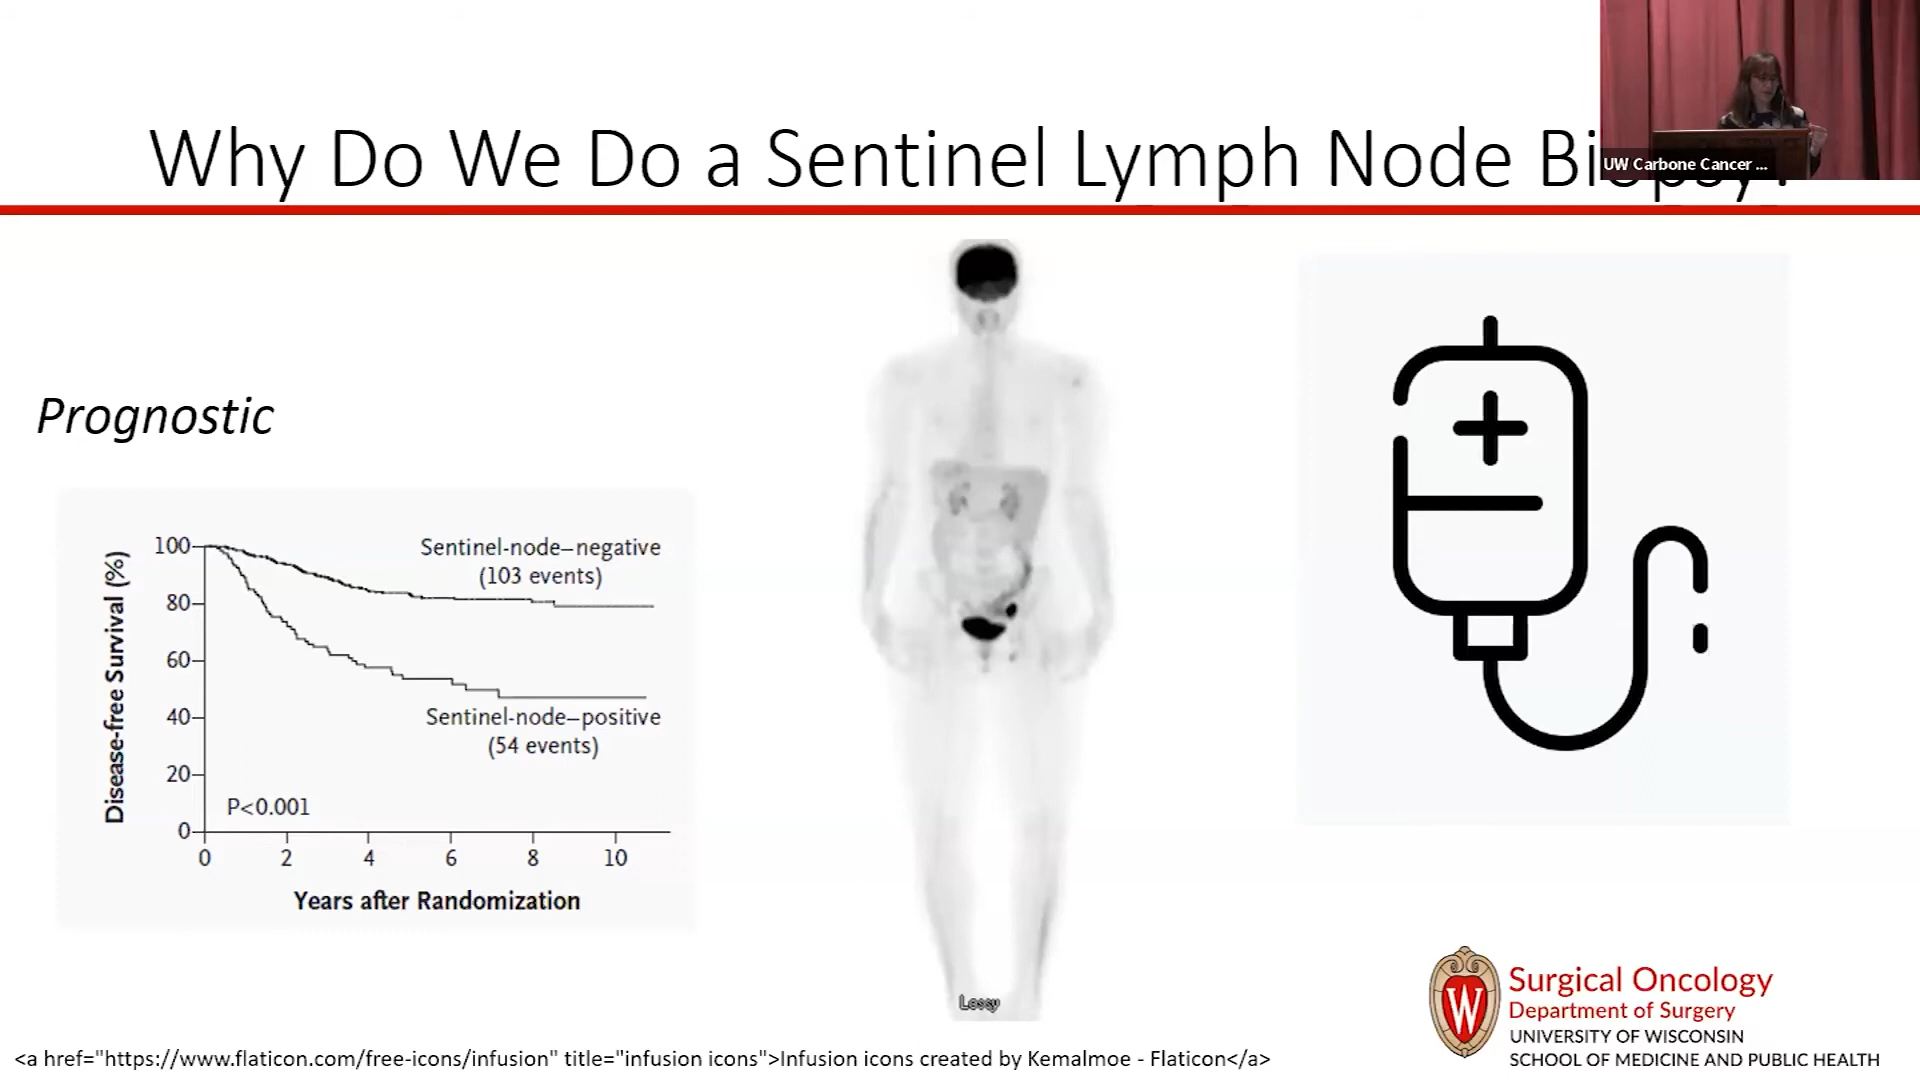 Why Do We Do a Sentinel Lymph Node Biopsy?
UW Carbone Cancer ...
Prognostic
Disease-free Survival (%)
100
80
60
40
20
0
Sentinel-node–negative
(103 events)
Sentinel-node–positive
(54 events)
P<0.001
0 2 4 6 8 10
Years after Randomization
Lossy
W
Surgical Oncology
Department of Surgery
UNIVERSITY OF WISCONSIN
SCHOOL OF MEDICINE AND PUBLIC HEALTH
<a href="https://www.flaticon.com/free-icons/infusion" title="infusion icons">Infusion icons created by Kemalmoe - Flaticon</a>